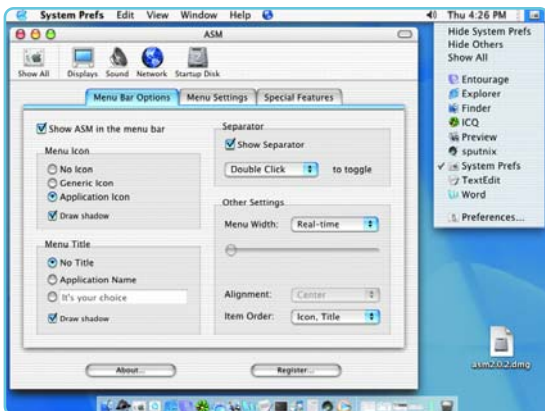 System Prefs Edit View Window Help
Thu 4:26 PM
ASM
Show All Displays Sound Network Startup Disk
Menu Bar Options Menu Settings Special Features
Show ASM in the menu bar
Menu Icon
No Icon
Generic Icon
Application Icon
Draw shadow
Menu Title
No Title
Application Name
It's your choice
Draw shadow
Separator
Show Separator
Double Click to toggle
Other Settings
Menu Width: Real-time
Alignment: Center
Item Order: Icon, Title
About... Register...
Hide System Prefs
Hide Others
Show All
Entourage
Explorer
Finder
ICQ
Preview
sputnix
System Prefs
TextEdit
Word
Preferences...
asm2.0.2.dmg